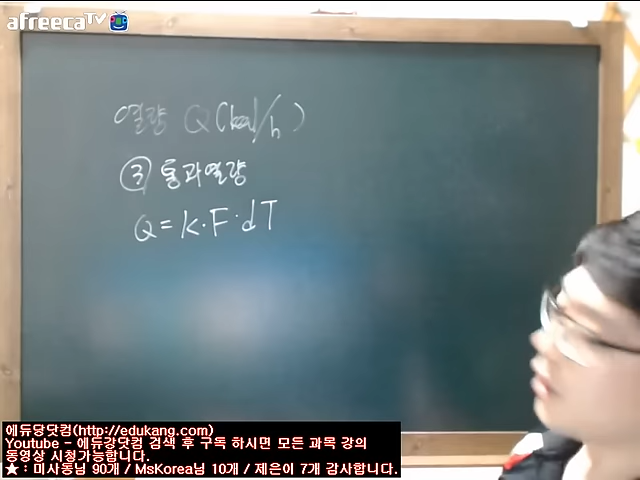 afreecaTV
열량 Q(kcal/h)
③ 통과열량
Q=K·F·dT
에듀강닷컴(http://edukang.com)
Youtube - 에듀강닷컴 검색 후 구독 하시면 모든 과목 강의
동영상 시청가능합니다.
★ : 미사동님 90개 / MsKorea님 10개 / 제은이 7개 감사합니다.